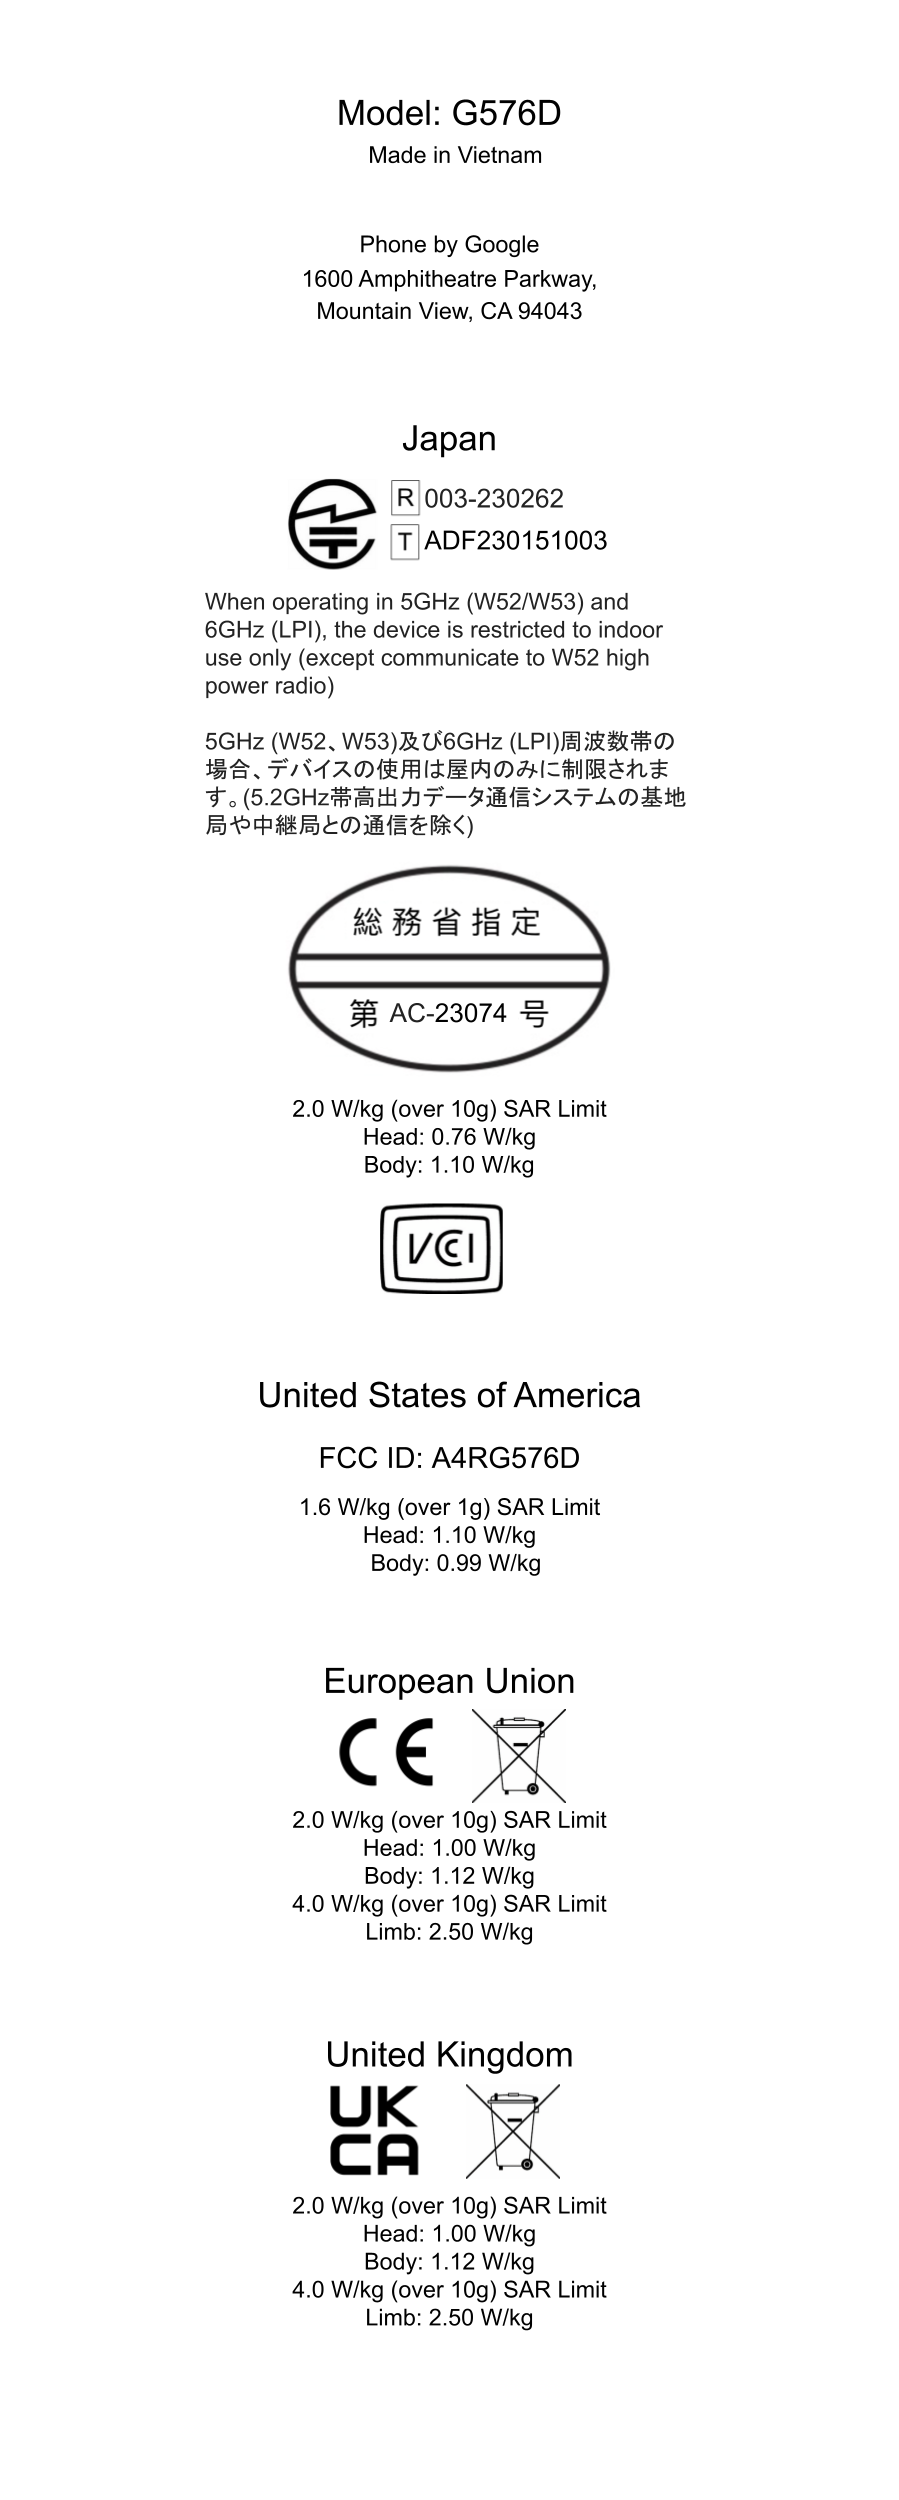 Model: G576D
Made in Vietnam
Phone by Google
1600 Amphitheatre Parkway,
Mountain View, CA 94043
Japan
R 003-230262
T ADF230151003
When operating in 5GHz (W52/W53) and
6GHz (LPI), the device is restricted to indoor
use only (except communicate to W52 high
power radio)
5GHz (W52、W53)及び6GHz (LPI)周波数帯の
場合、デバイスの使用は屋内のみに制限されま
す。(5.2GHz帯高出力データ通信システムの基地
局や中継局との通信を除く)
総務省指定
第 AC-23074 号
2.0 W/kg (over 10g) SAR Limit
Head: 0.76 W/kg
Body: 1.10 W/kg
VCCI
United States of America
FCC ID: A4RG576D
1.6 W/kg (over 1g) SAR Limit
Head: 1.10 W/kg
Body: 0.99 W/kg
European Union
CE
2.0 W/kg (over 10g) SAR Limit
Head: 1.00 W/kg
Body: 1.12 W/kg
4.0 W/kg (over 10g) SAR Limit
Limb: 2.50 W/kg
United Kingdom
UK
CA
2.0 W/kg (over 10g) SAR Limit
Head: 1.00 W/kg
Body: 1.12 W/kg
4.0 W/kg (over 10g) SAR Limit
Limb: 2.50 W/kg